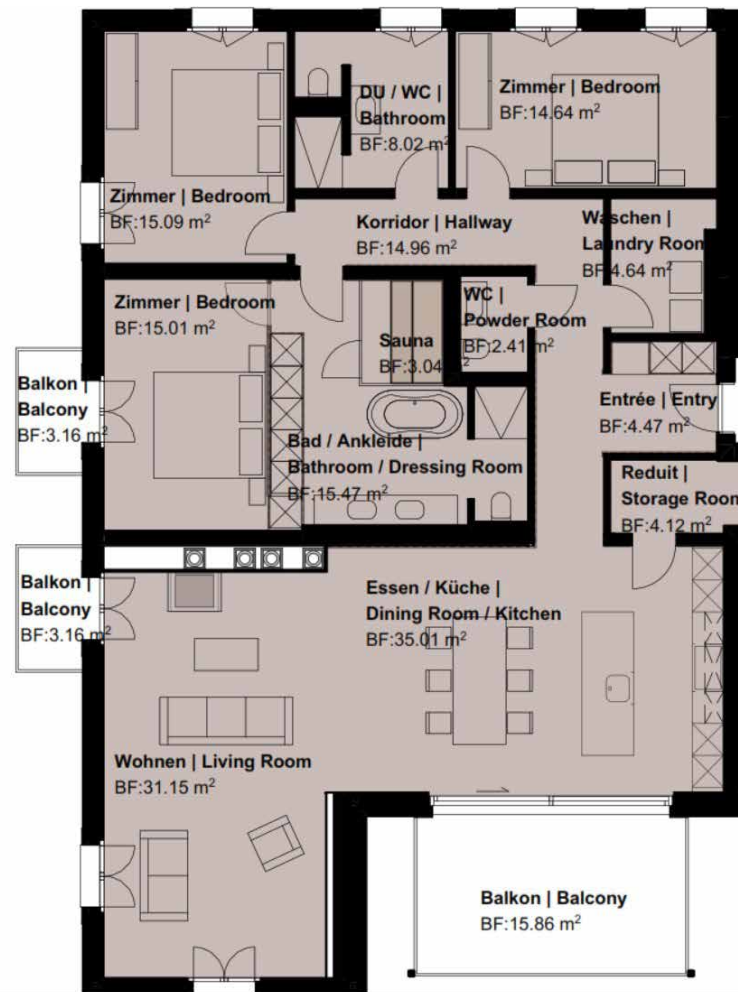 DU / WC |
Bathroom
BF:8.02 m²
Zimmer | Bedroom
BF:14.64 m²
Zimmer | Bedroom
BF:15.09 m²
Korridor | Hallway
BF:14.96 m²
Waschen |
Laundry Room
BF:4.64 m²
Zimmer | Bedroom
BF:15.01 m²
WC |
Powder Room
BF:2.41 m²
Sauna
BF:3.04 m²
Balkon |
Balcony
BF:3.16 m²
Entrée | Entry
BF:4.47 m²
Bad / Ankleide |
Bathroom / Dressing Room
BF:15.47 m²
Reduit |
Storage Room
BF:4.12 m²
Balkon |
Balcony
BF:3.16 m²
Essen / Küche |
Dining Room / Kitchen
BF:35.01 m²
Wohnen | Living Room
BF:31.15 m²
Balkon | Balcony
BF:15.86 m²